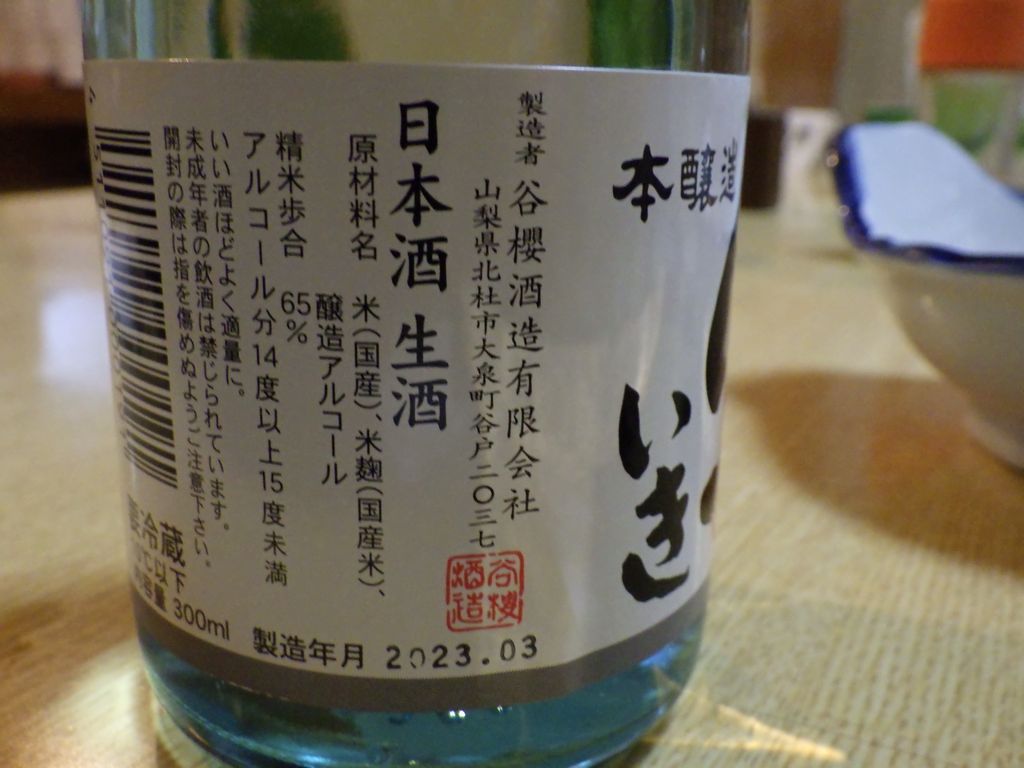 本醸造
いき
製造者 谷櫻酒造有限会社
山梨県北杜市大泉町谷戸二〇三七
谷櫻
酒造
日本酒 生酒
原材料名 米(国産)、米麹(国産米)、
醸造アルコール
精米歩合 65%
アルコール分14度以上15度未満
いい酒ほどよく適量に。
未成年者の飲酒は禁じられています。
開封の際は指を傷めぬようご注意下さい。
冷蔵
℃以下
容量 300ml
製造年月 2023.03